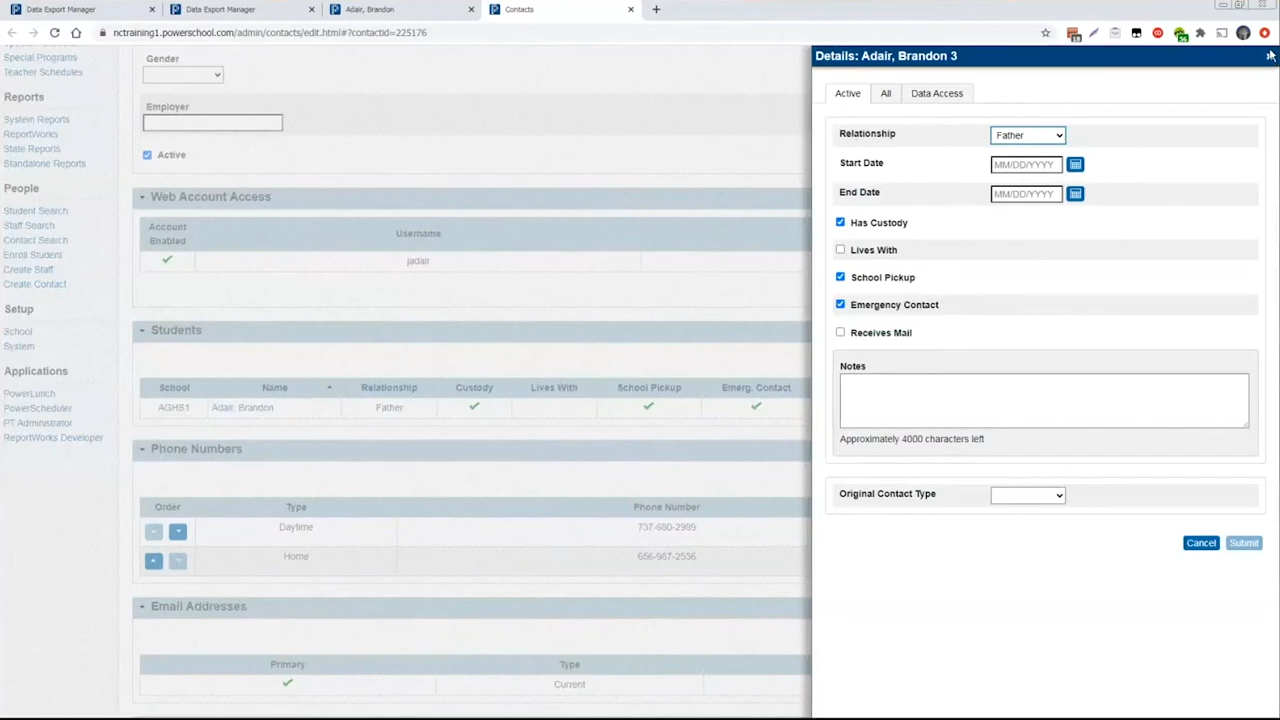 Data Export Manager
Data Export Manager
Adair, Brandon
Contacts
nctraining1.powerschool.com/admin/contacts/edit.html#?contactid=225176
Special Programs
Teacher Schedules
Reports
System Reports
ReportWorks
State Reports
Standalone Reports
People
Student Search
Staff Search
Contact Search
Enroll Student
Create Staff
Create Contact
Setup
School
System
Applications
PowerLunch
PowerScheduler
PT Administrator
ReportWorks Developer
Gender
Employer
Active
Web Account Access
Account Enabled Username
jadair
Students
School Name Relationship Custody Lives With School Pickup Emerg. Contact
AGHS1 Adair, Brandon Father
Phone Numbers
Order Type Phone Number
Daytime 737-680-2989
Home 656-987-2536
Email Addresses
Primary Type
Current
Details: Adair, Brandon 3
Active All Data Access
Relationship Father
Start Date MM/DD/YYYY
End Date MM/DD/YYYY
Has Custody
Lives With
School Pickup
Emergency Contact
Receives Mail
Notes
Approximately 4000 characters left
Original Contact Type
Cancel Submit